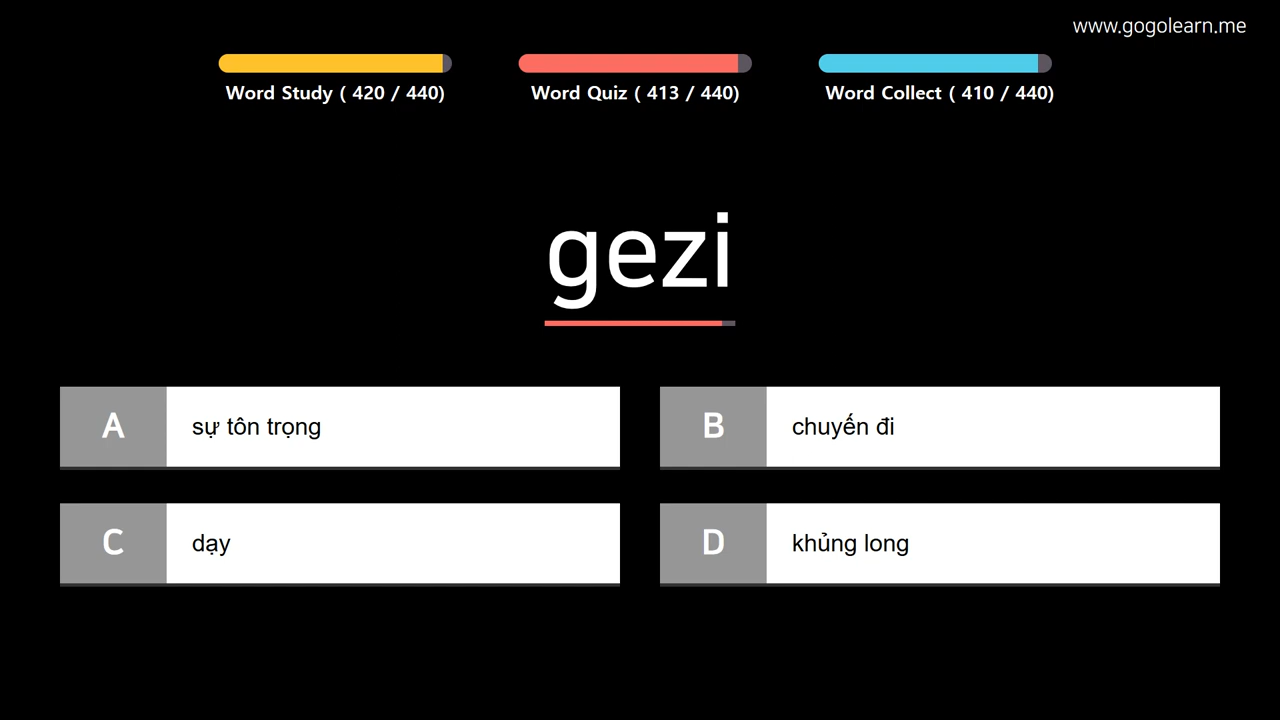 www.gogolearn.me
Word Study ( 420 / 440)
Word Quiz ( 413 / 440)
Word Collect ( 410 / 440)
gezi
A sự tôn trọng
B chuyến đi
C dạy
D khủng long